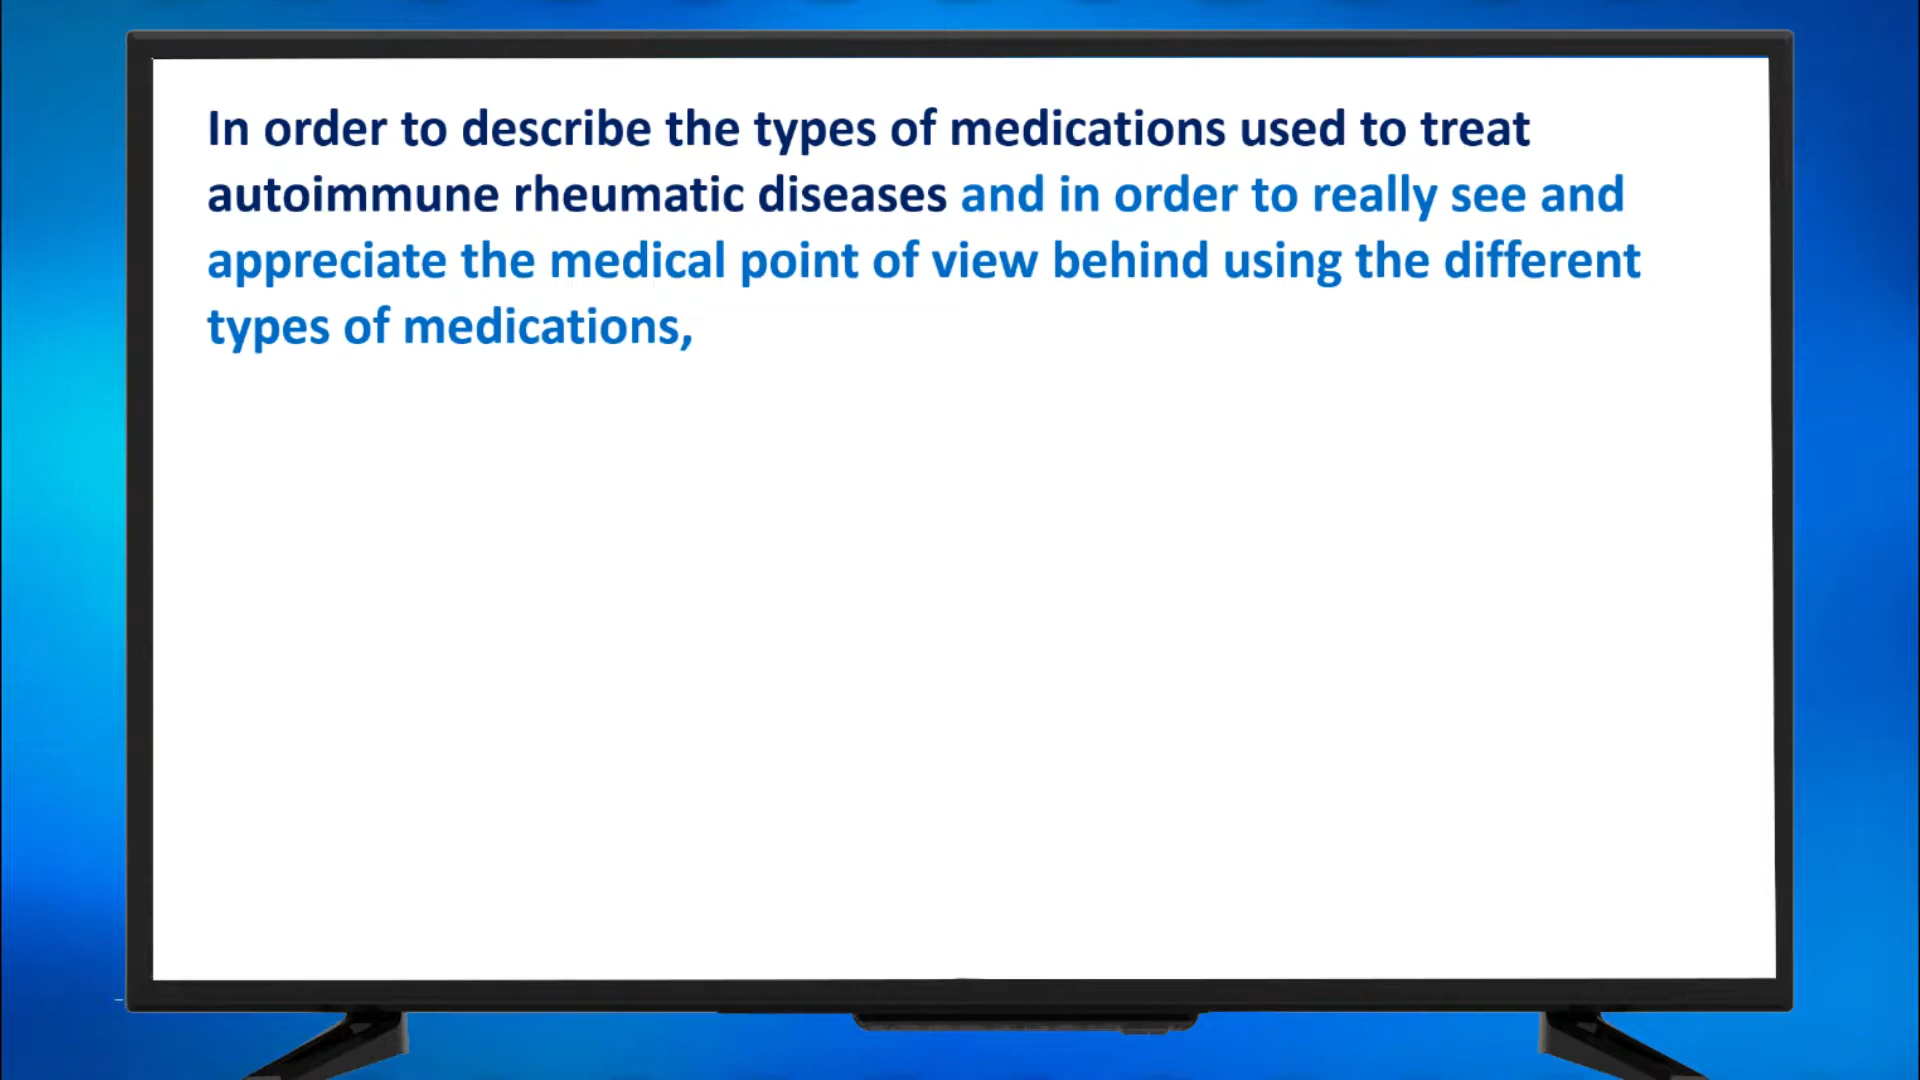 In order to describe the types of medications used to treat
autoimmune rheumatic diseases and in order to really see and
appreciate the medical point of view behind using the different
types of medications,